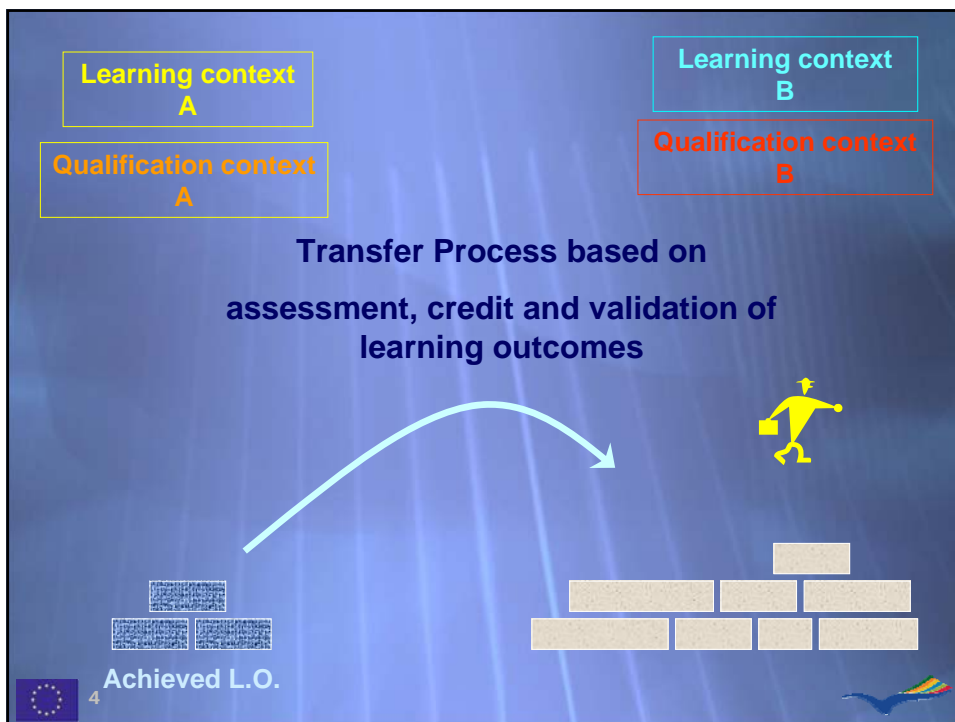 Learning context
A
Qualification context
A
Learning context
B
Qualification context
B
Transfer Process based on
assessment, credit and validation of
learning outcomes
Achieved L.O.
4